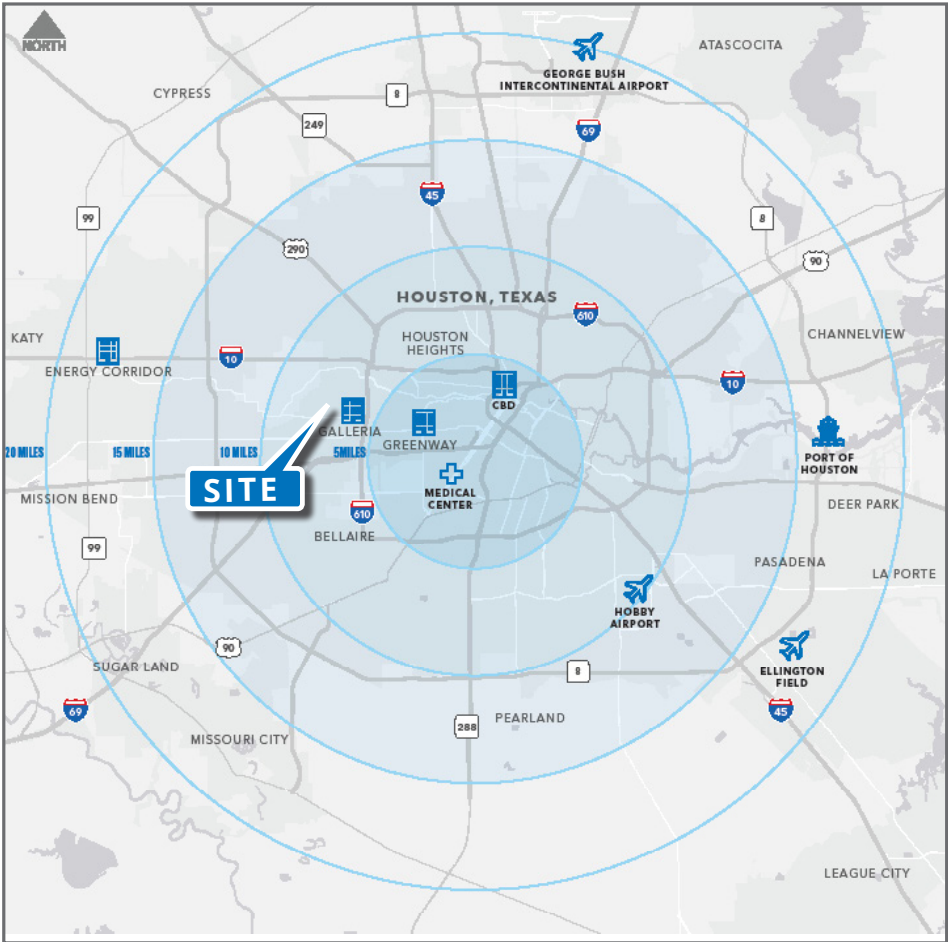 NORTH
ATASCOCITA
GEORGE BUSH
INTERCONTINENTAL AIRPORT
CYPRESS
8
249
69
45
99
8
290
90
HOUSTON, TEXAS
610
HOUSTON
HEIGHTS
KATY
CHANNELVIEW
10
ENERGY CORRIDOR
10
CBD
GALLERIA
GREENWAY
20 MILES
15 MILES
10 MILES
5MILES
PORT OF
HOUSTON
SITE
MISSION BEND
MEDICAL
CENTER
DEER PARK
610
BELLAIRE
99
PASADENA
LA PORTE
HOBBY
AIRPORT
90
SUGAR LAND
8
ELLINGTON
FIELD
69
45
PEARLAND
288
MISSOURI CITY
LEAGUE CITY